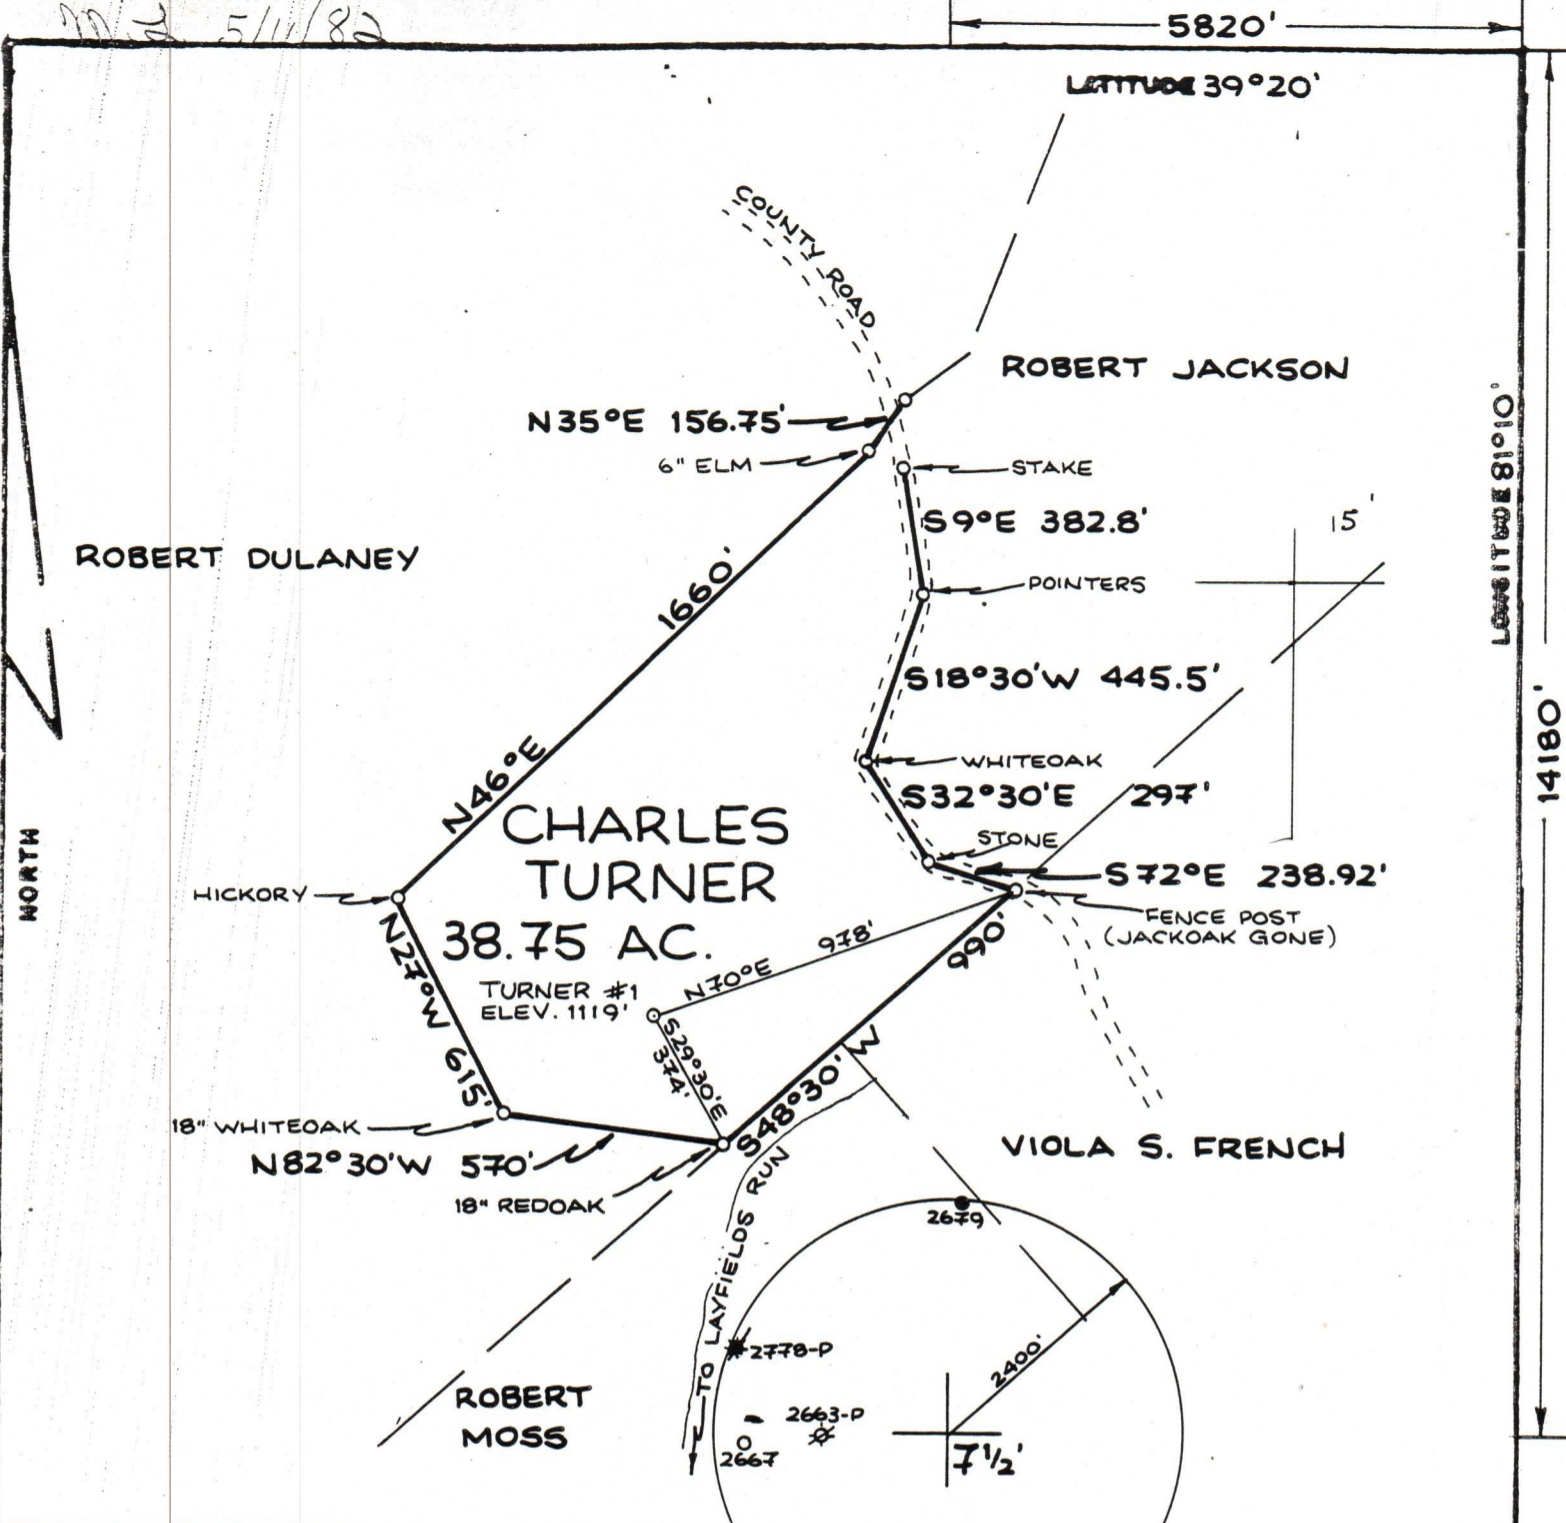 5/11/82
5820'
LATITUDE 39°20'
COUNTY ROAD
ROBERT JACKSON
N35°E 156.75'
6" ELM
STAKE
LONGITUDE 81°10'
S9°E 382.8'
15'
ROBERT DULANEY
1660'
POINTERS
S18°30'W 445.5'
14180'
N46°E
WHITEOAK
S32°30'E 297'
CHARLES
TURNER
38.75 AC.
STONE
S72°E 238.92'
NORTH
HICKORY
FENCE POST
(JACKOAK GONE)
990'
978'
N70°E
N27°W 615'
TURNER #1
ELEV. 1119'
S29°30'E
374'
S48°30'W
18" WHITEOAK
N82°30'W 570'
18" REDOAK
VIOLA S. FRENCH
TO LAYFIELDS RUN
2679
2778-P
2400'
ROBERT
MOSS
2663-P
2667
7 1/2'